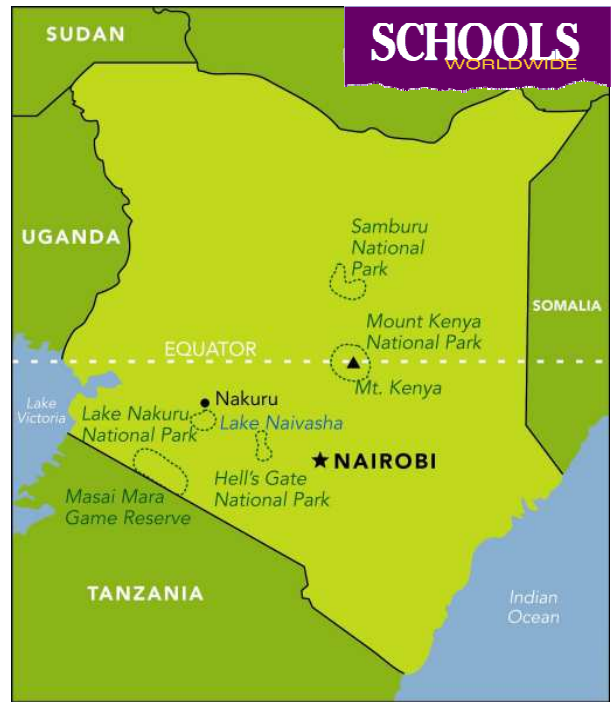 SUDAN
SCHOOLS
WORLDWIDE
UGANDA
Samburu
National
Park
SOMALIA
Mount Kenya
National Park
EQUATOR
Mt. Kenya
Lake
Victoria
Nakuru
Lake Nakuru
National Park
Lake Naivasha
NAIROBI
Hell's Gate
National Park
Masai Mara
Game Reserve
TANZANIA
Indian
Ocean